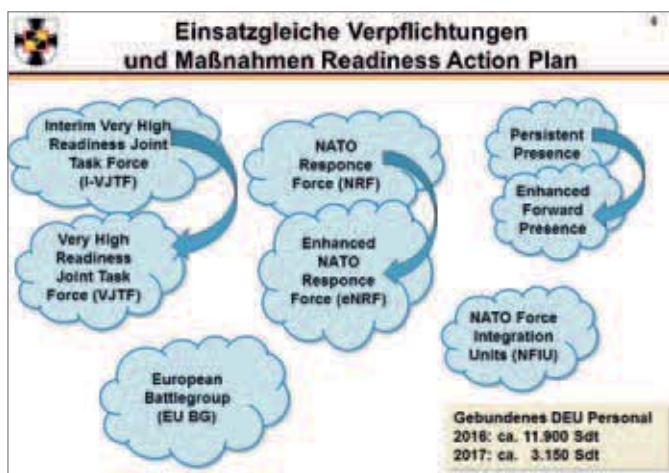 Einsatzgleiche Verpflichtungen
und Maßnahmen Readiness Action Plan
Interim Very High
Readiness Joint
Task Force
(I-VJTF)
Very High
Readiness
Joint Task
Force (VJTF)
NATO
Responce
Force (NRF)
Enhanced
NATO
Responce
Force (eNRF)
Persistent
Presence
Enhanced
Forward
Presence
NATO Force
Integration
Units (NFIU)
European
Battlegroup
(EU BG)
Gebundenes DEU Personal
2016: ca. 11.900 Sdt
2017: ca. 3.150 Sdt